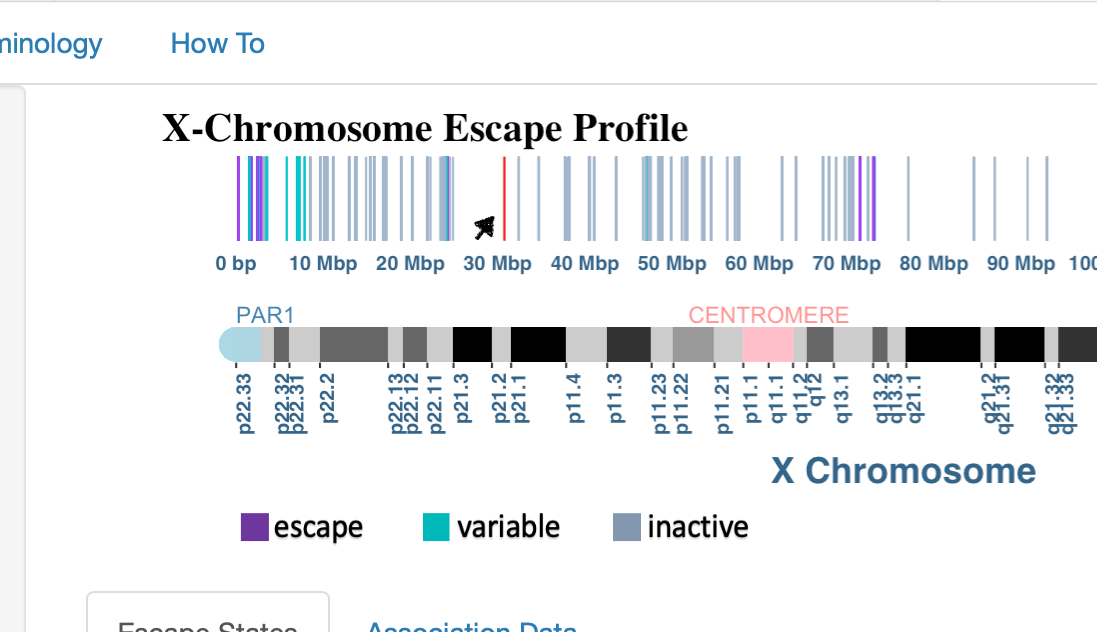 minology How To
X-Chromosome Escape Profile
0 bp 10 Mbp 20 Mbp 30 Mbp 40 Mbp 50 Mbp 60 Mbp 70 Mbp 80 Mbp 90 Mbp 100
PAR1 CENTROMERE
p22.33 p22.32 p22.31 p22.2 p22.13 p22.12 p22.11 p21.3 p21.2 p21.1 p11.4 p11.3 p11.23 p11.22 p11.21 p11.1 q11.1 q11.2 q12 q13.1 q13.2 q13.3 q21.1 q21.2 q21.31 q21.32 q21.33
X Chromosome
escape variable inactive
Escape States Association Data